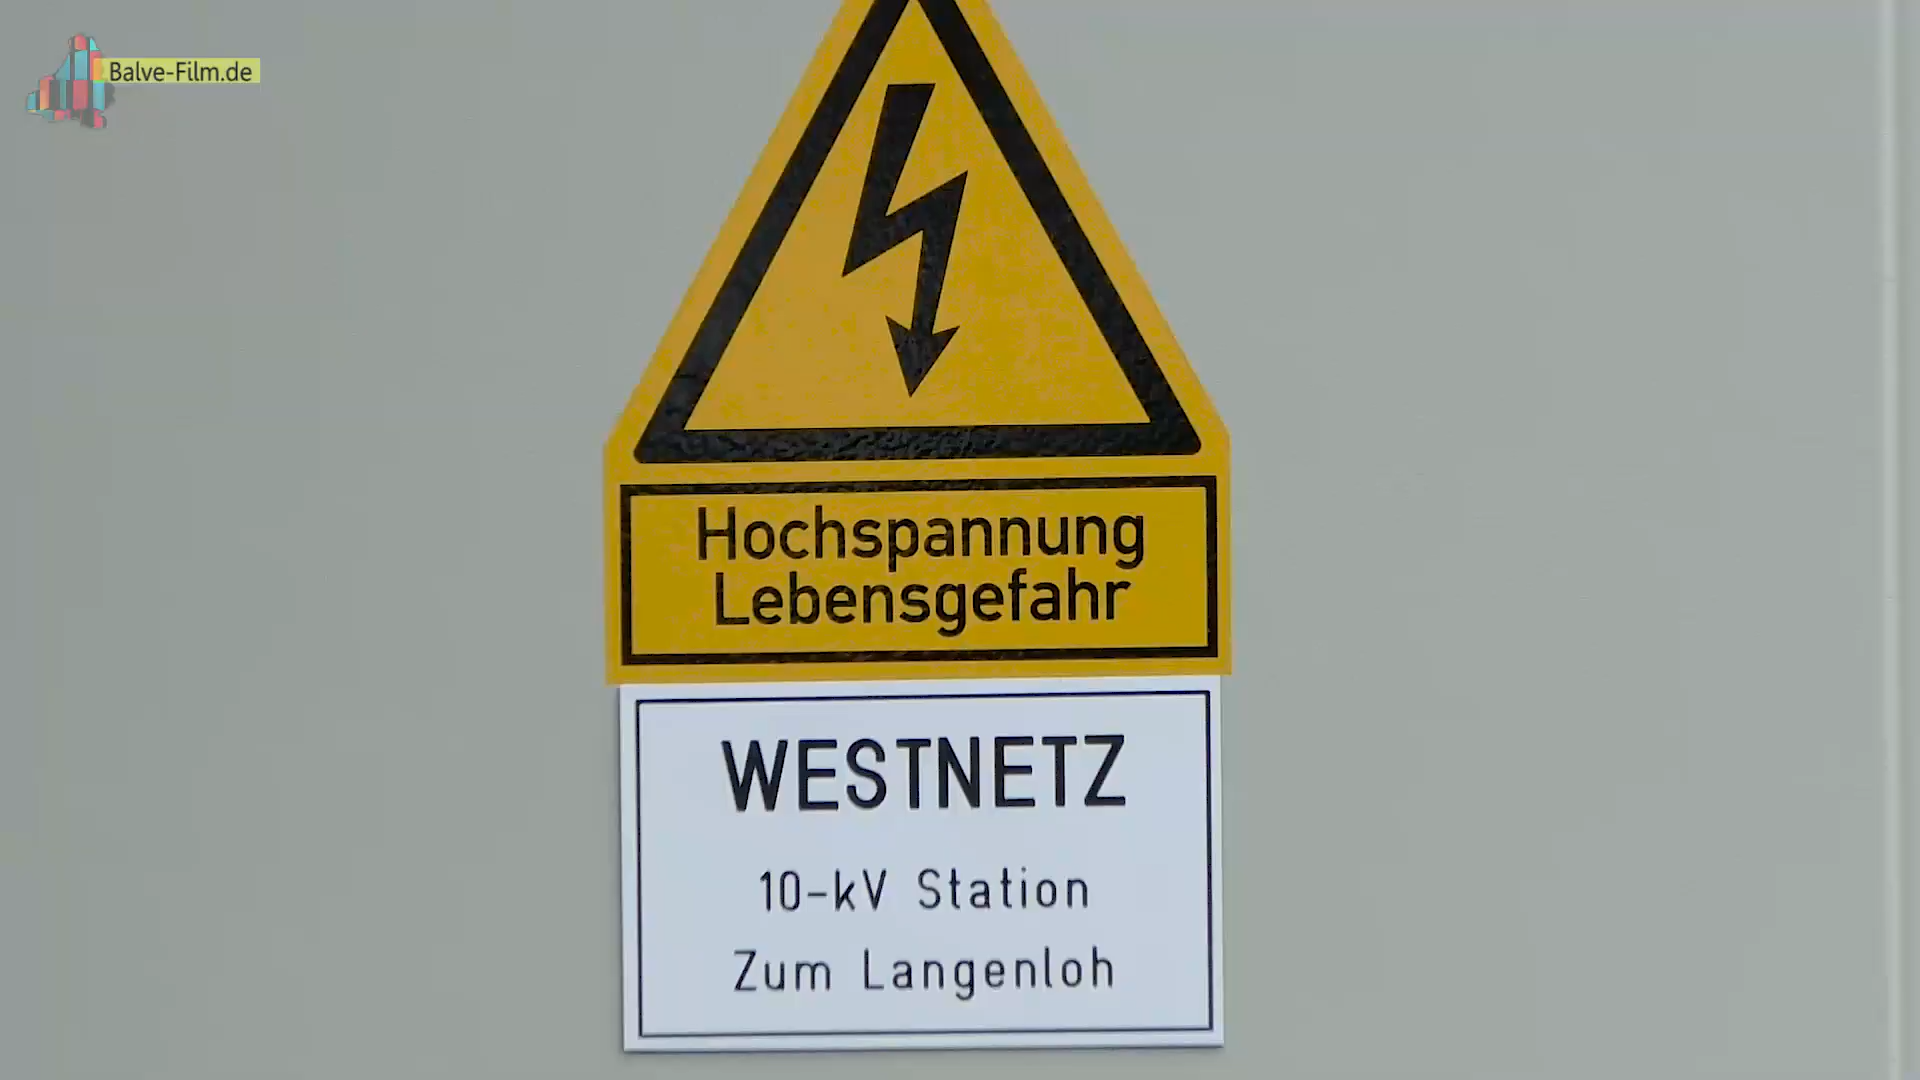 Balve-Film.de
Hochspannung
Lebensgefahr
WESTNETZ
10-kV Station
Zum Langenloh